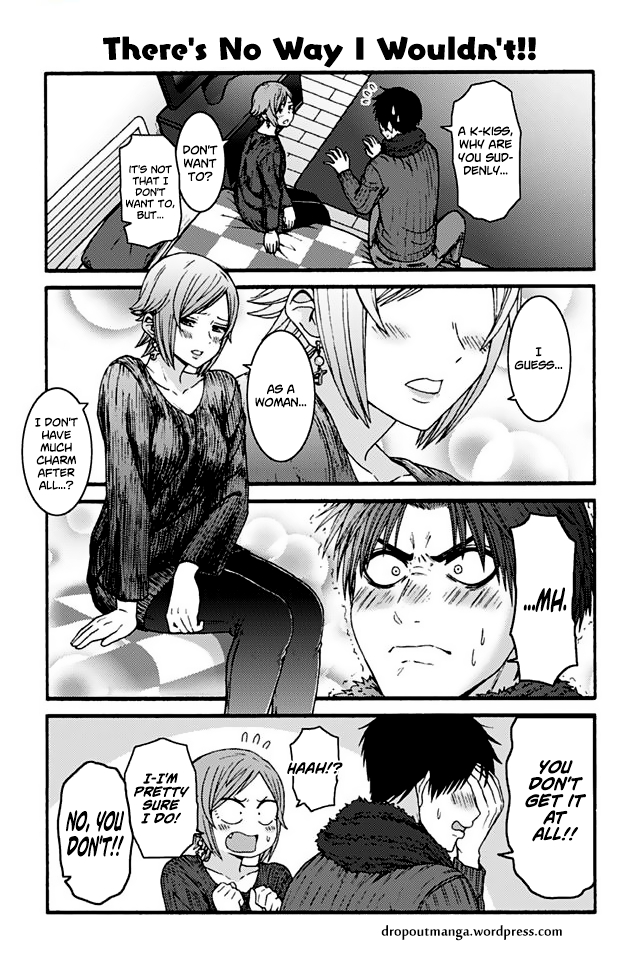 There's No Way I Wouldn't!!
A K-KISS,
WHY ARE
YOU SUD-
DENLY...
DON'T
WANT
TO?
IT'S NOT
THAT I
DON'T
WANT TO,
BUT...
I
GUESS...
AS A
WOMAN...
I DON'T
HAVE
MUCH
CHARM
AFTER
ALL...?
...MH.
YOU
DON'T
GET IT
AT
ALL!!
HAAH!?
I-I'M
PRETTY
SURE
I DO!
NO, YOU
DON'T!!
dropoutmanga.wordpress.com